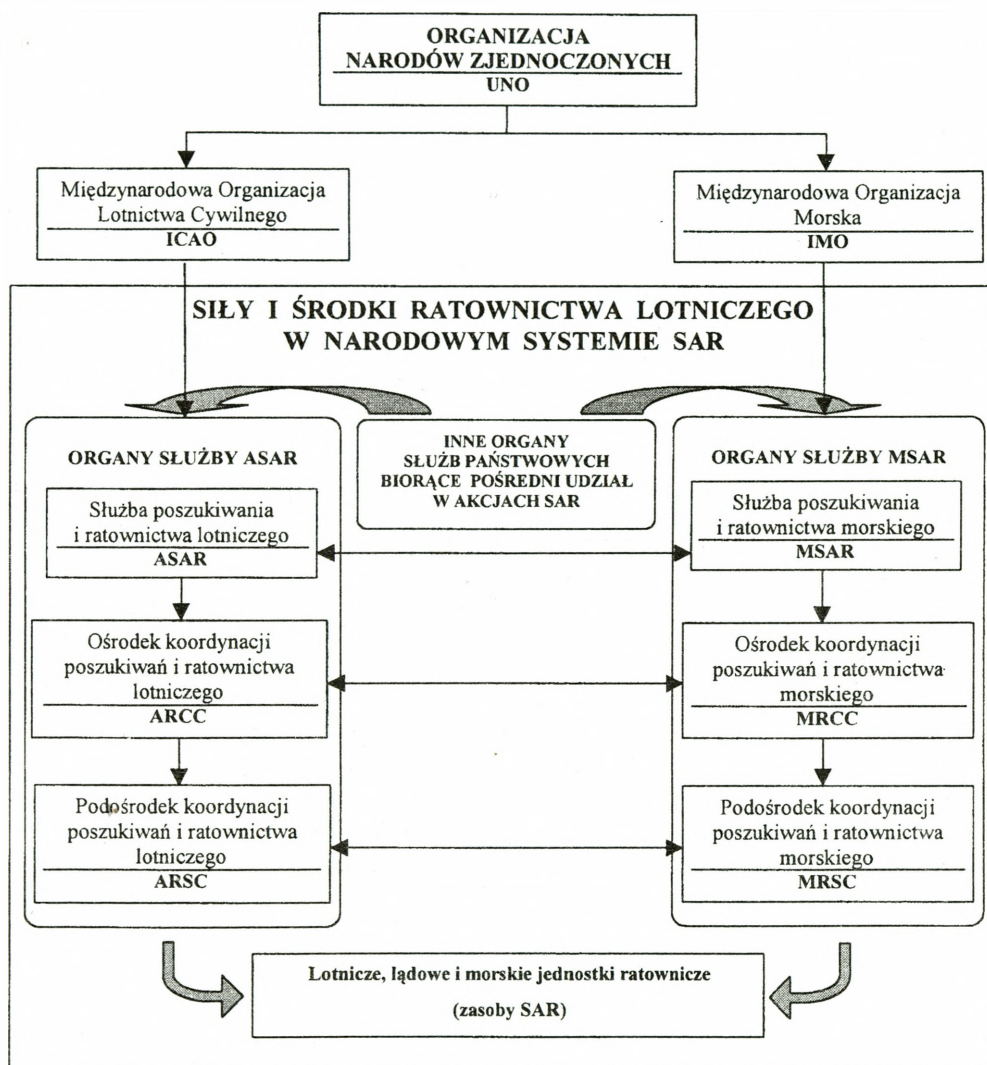 ORGANIZACJA
NARODÓW ZJEDNOCZONYCH
UNO
Międzynarodowa Organizacja
Lotnictwa Cywilnego
ICAO
Międzynarodowa Organizacja
Morska
IMO
SIŁY I ŚRODKI RATOWNICTWA LOTNICZEGO
W NARODOWYM SYSTEMIE SAR
ORGANY SŁUŻBY ASAR
INNE ORGANY
SŁUŻB PAŃSTWOWYCH
BIORĄCE POŚREDNI UDZIAŁ
W AKCJACH SAR
ORGANY SŁUŻBY MSAR
Służba poszukiwania
i ratownictwa lotniczego
ASAR
Służba poszukiwania
i ratownictwa morskiego
MSAR
Ośrodek koordynacji
poszukiwań i ratownictwa
lotniczego
ARCC
Ośrodek koordynacji
poszukiwań i ratownictwa
morskiego
MRCC
Podośrodek koordynacji
poszukiwań i ratownictwa
lotniczego
ARSC
Podośrodek koordynacji
poszukiwań i ratownictwa
morskiego
MRSC
Lotnicze, lądowe i morskie jednostki ratownicze
(zasoby SAR)